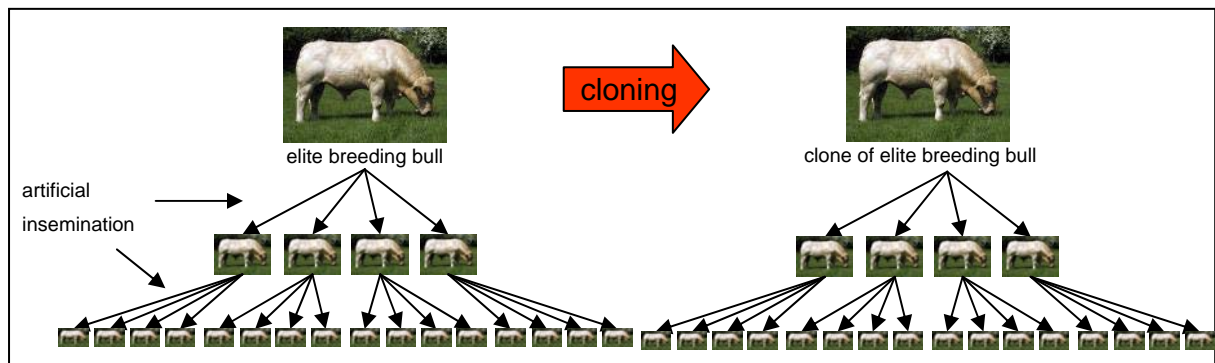 cloning
elite breeding bull
clone of elite breeding bull
artificial
insemination